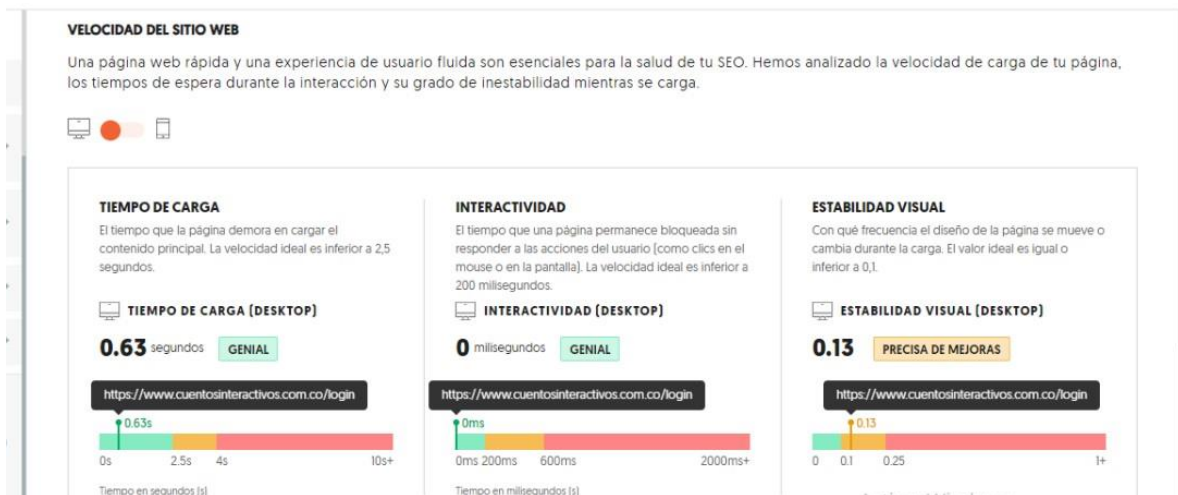 VELOCIDAD DEL SITIO WEB
Una página web rápida y una experiencia de usuario fluida son esenciales para la salud de tu SEO. Hemos analizado la velocidad de carga de tu página,
los tiempos de espera durante la interacción y su grado de inestabilidad mientras se carga.
TIEMPO DE CARGA
El tiempo que la página demora en cargar el
contenido principal. La velocidad ideal es inferior a 2,5
segundos.
TIEMPO DE CARGA (DESKTOP)
0.63 segundos GENIAL
https://www.cuentosinteractivos.com.co/login
0.63s
0s 2.5s 4s 10s+
Tiempo en segundos (s)
INTERACTIVIDAD
El tiempo que una página permanece bloqueada sin
responder a las acciones del usuario (como clics en el
mouse o en la pantalla). La velocidad ideal es inferior a
200 milisegundos.
INTERACTIVIDAD (DESKTOP)
0 milisegundos GENIAL
https://www.cuentosinteractivos.com.co/login
0ms
0ms 200ms 600ms 2000ms+
Tiempo en milisegundos (s)
ESTABILIDAD VISUAL
Con qué frecuencia el diseño de la página se mueve o
cambia durante la carga. El valor ideal es igual o
inferior a 0,1.
ESTABILIDAD VISUAL (DESKTOP)
0.13 PRECISA DE MEJORAS
https://www.cuentosinteractivos.com.co/login
0.13
0 0.1 0.25 1+